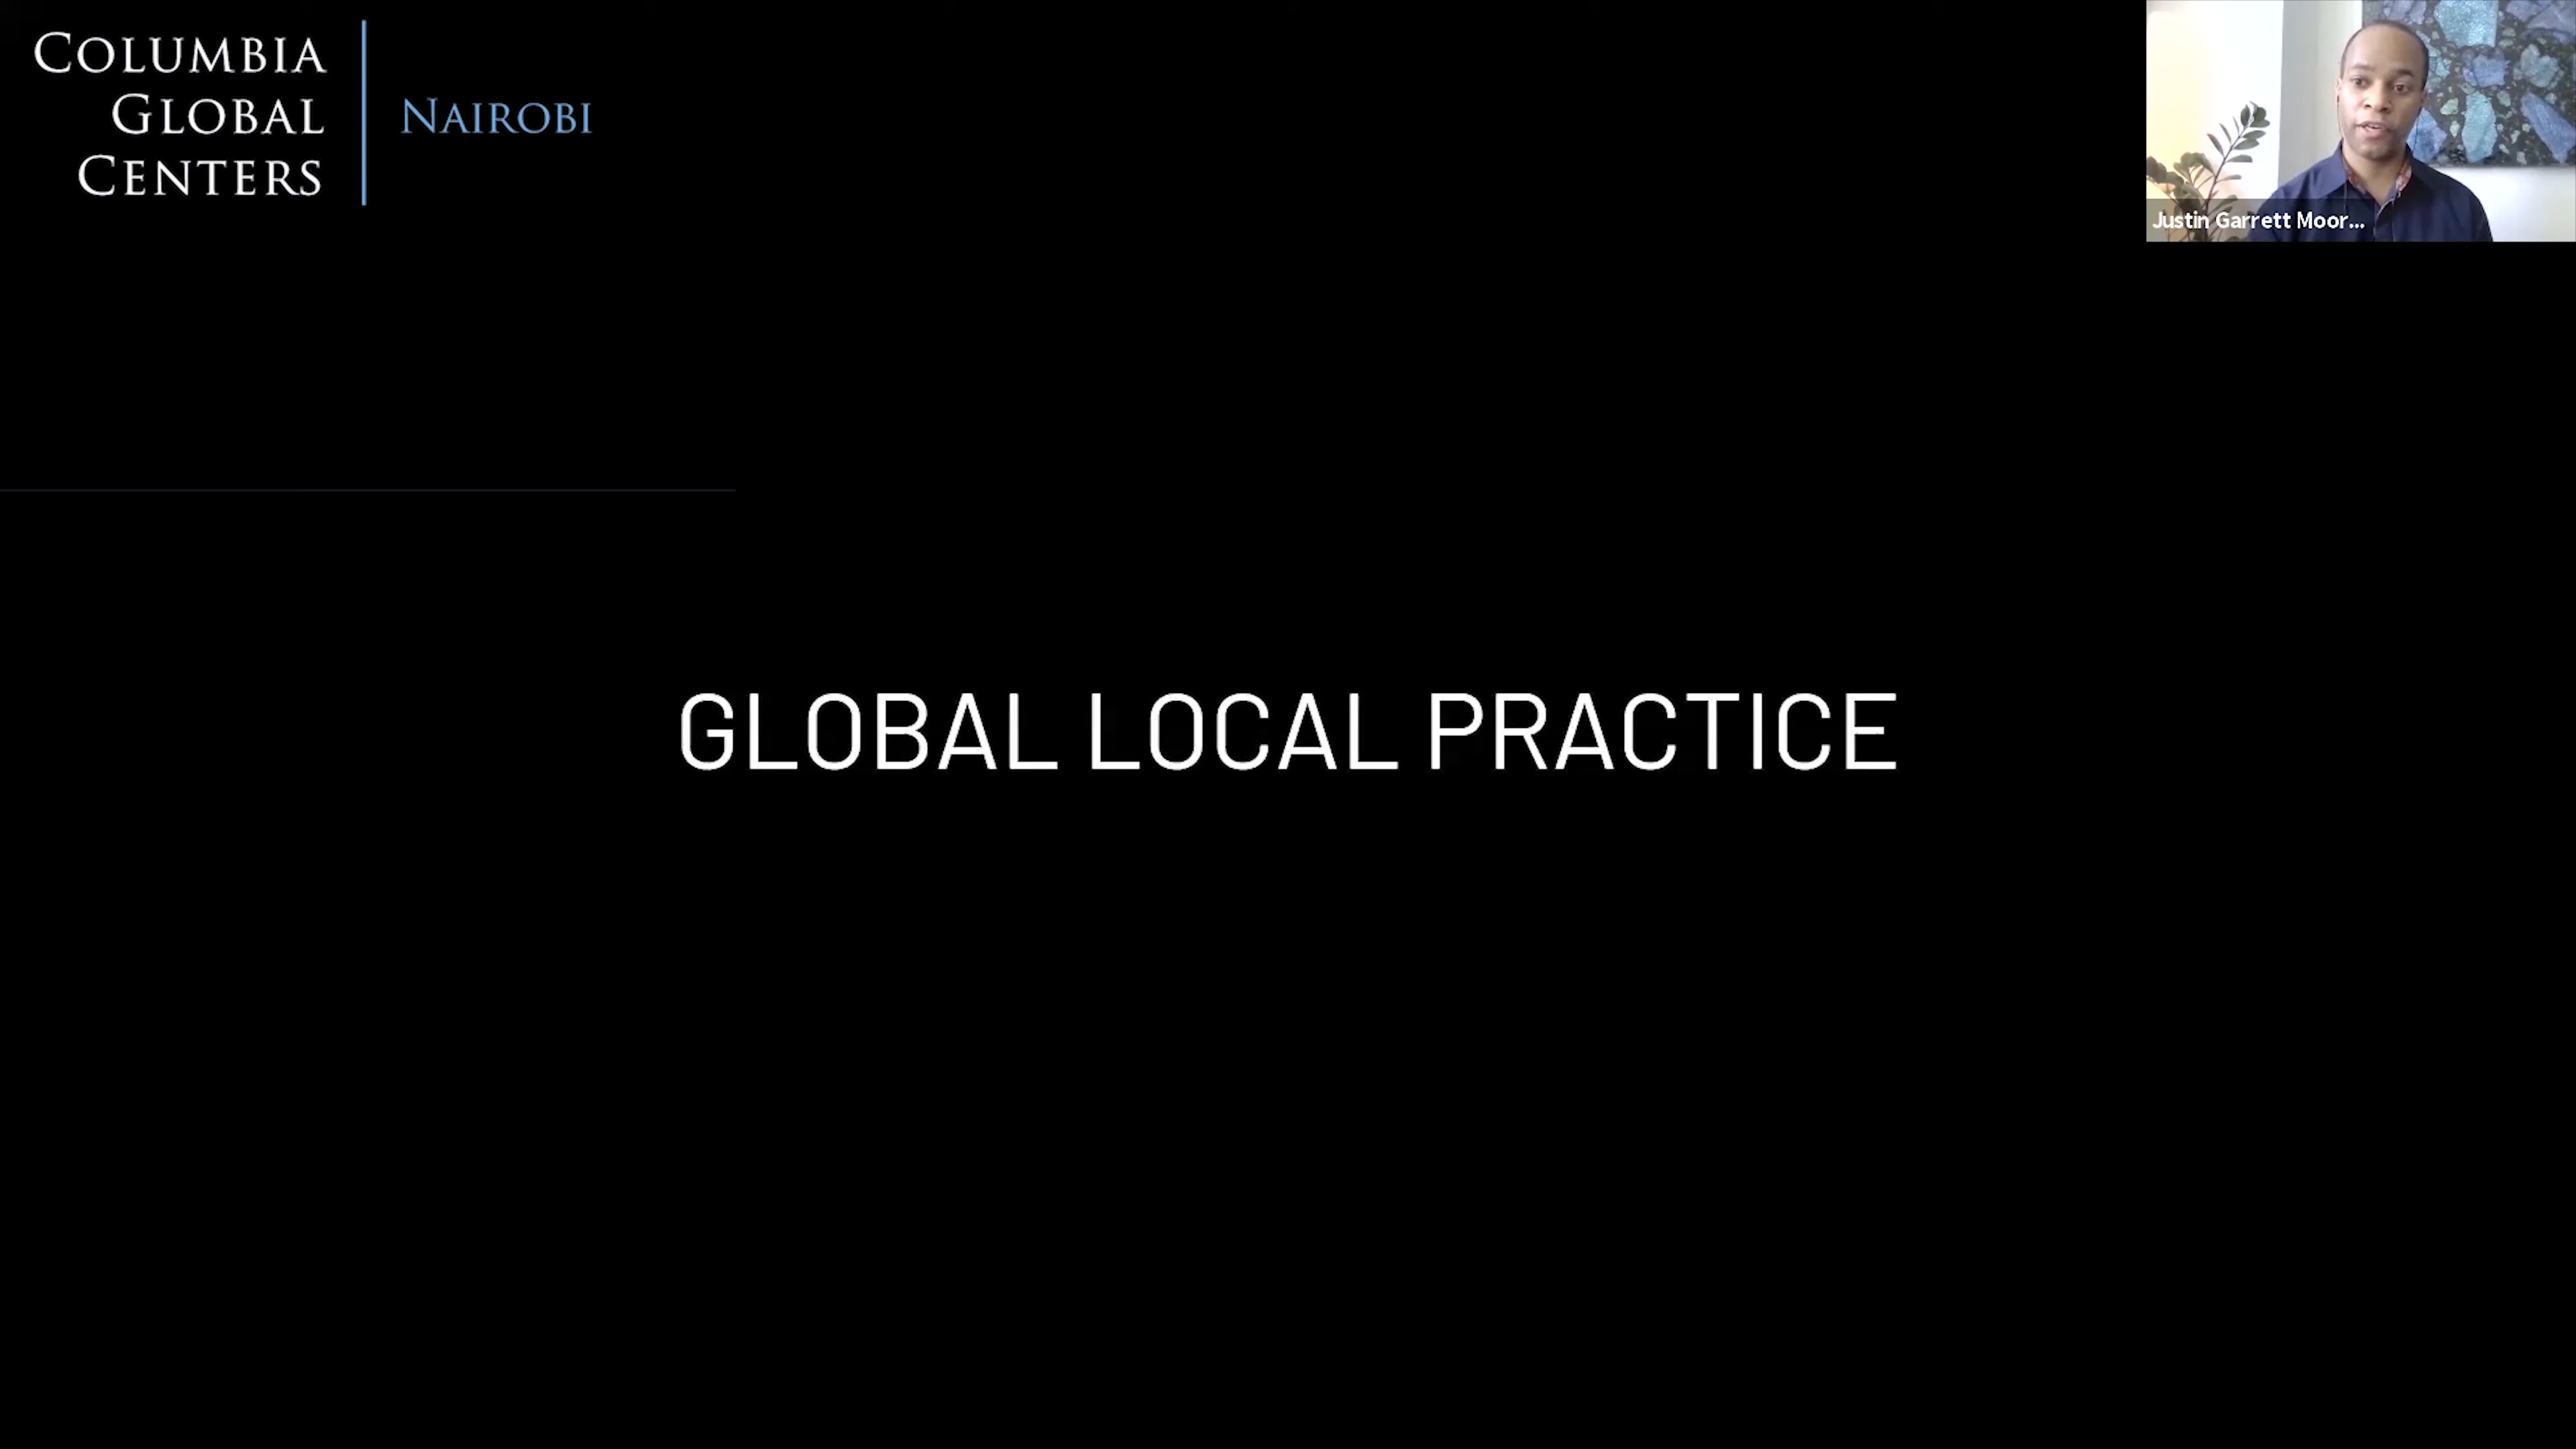 COLUMBIA
GLOBAL
CENTERS
NAIROBI
Justin Garrett Moor...
GLOBAL LOCAL PRACTICE